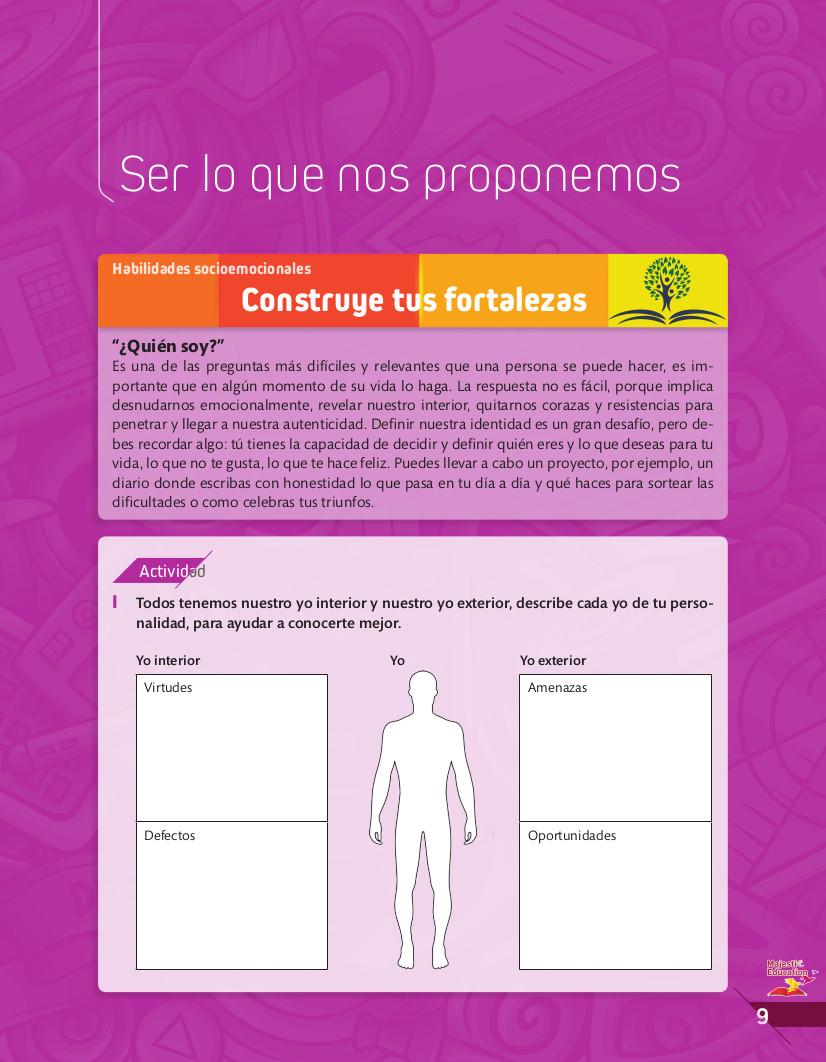 Ser lo que nos proponemos
Habilidades socioemocionales
Construye tus fortalezas
“¿Quién soy?”
Es una de las preguntas más difíciles y relevantes que una persona se puede hacer, es im-
portante que en algún momento de su vida lo haga. La respuesta no es fácil, porque implica
desnudarnos emocionalmente, revelar nuestro interior, quitarnos corazas y resistencias para
penetrar y llegar a nuestra autenticidad. Definir nuestra identidad es un gran desafío, pero de-
bes recordar algo: tú tienes la capacidad de decidir y definir quién eres y lo que deseas para tu
vida, lo que no te gusta, lo que te hace feliz. Puedes llevar a cabo un proyecto, por ejemplo, un
diario donde escribas con honestidad lo que pasa en tu día a día y qué haces para sortear las
dificultades o como celebras tus triunfos.
Actividad
I Todos tenemos nuestro yo interior y nuestro yo exterior, describe cada yo de tu perso-
nalidad, para ayudar a conocerte mejor.
Yo interior Yo Yo exterior
Virtudes Amenazas
Defectos Oportunidades
Majestic
Education
9